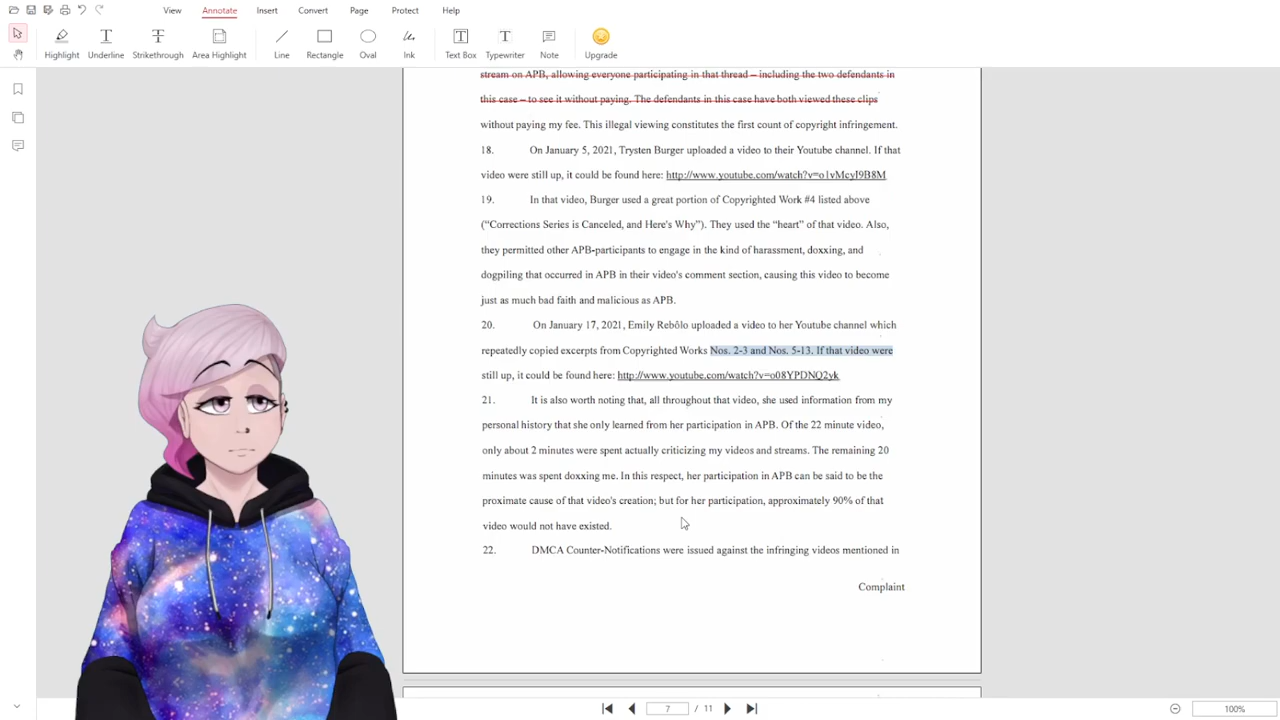 View Annotate Insert Convert Page Protect Help
Highlight Underline Strikethrough Area Highlight Line Rectangle Oval Ink Text Box Typewriter Note Upgrade
stream on APB, allowing everyone participating in that thread – including the two defendants in
this case – to see it without paying. The defendants in this case have both viewed these clips
without paying my fee. This illegal viewing constitutes the first count of copyright infringement.
18. On January 5, 2021, Trysten Burger uploaded a video to their Youtube channel. If that
video were still up, it could be found here: http://www.youtube.com/watch?v=o1vMcyI9B8M
19. In that video, Burger used a great portion of Copyrighted Work #4 listed above
(“Corrections Series is Canceled, and Here's Why”). They used the “heart” of that video. Also,
they permitted other APB-participants to engage in the kind of harassment, doxxing, and
dogpiling that occurred in APB in their video's comment section, causing this video to become
just as much bad faith and malicious as APB.
20. On January 17, 2021, Emily Rebôlo uploaded a video to her Youtube channel which
repeatedly copied excerpts from Copyrighted Works Nos. 2-3 and Nos. 5-13. If that video were
still up, it could be found here: http://www.youtube.com/watch?v=o08YPDNQ2yk
21. It is also worth noting that, all throughout that video, she used information from my
personal history that she only learned from her participation in APB. Of the 22 minute video,
only about 2 minutes were spent actually criticizing my videos and streams. The remaining 20
minutes was spent doxxing me. In this respect, her participation in APB can be said to be the
proximate cause of that video's creation; but for her participation, approximately 90% of that
video would not have existed.
22. DMCA Counter-Notifications were issued against the infringing videos mentioned in
Complaint
7 / 11
100%